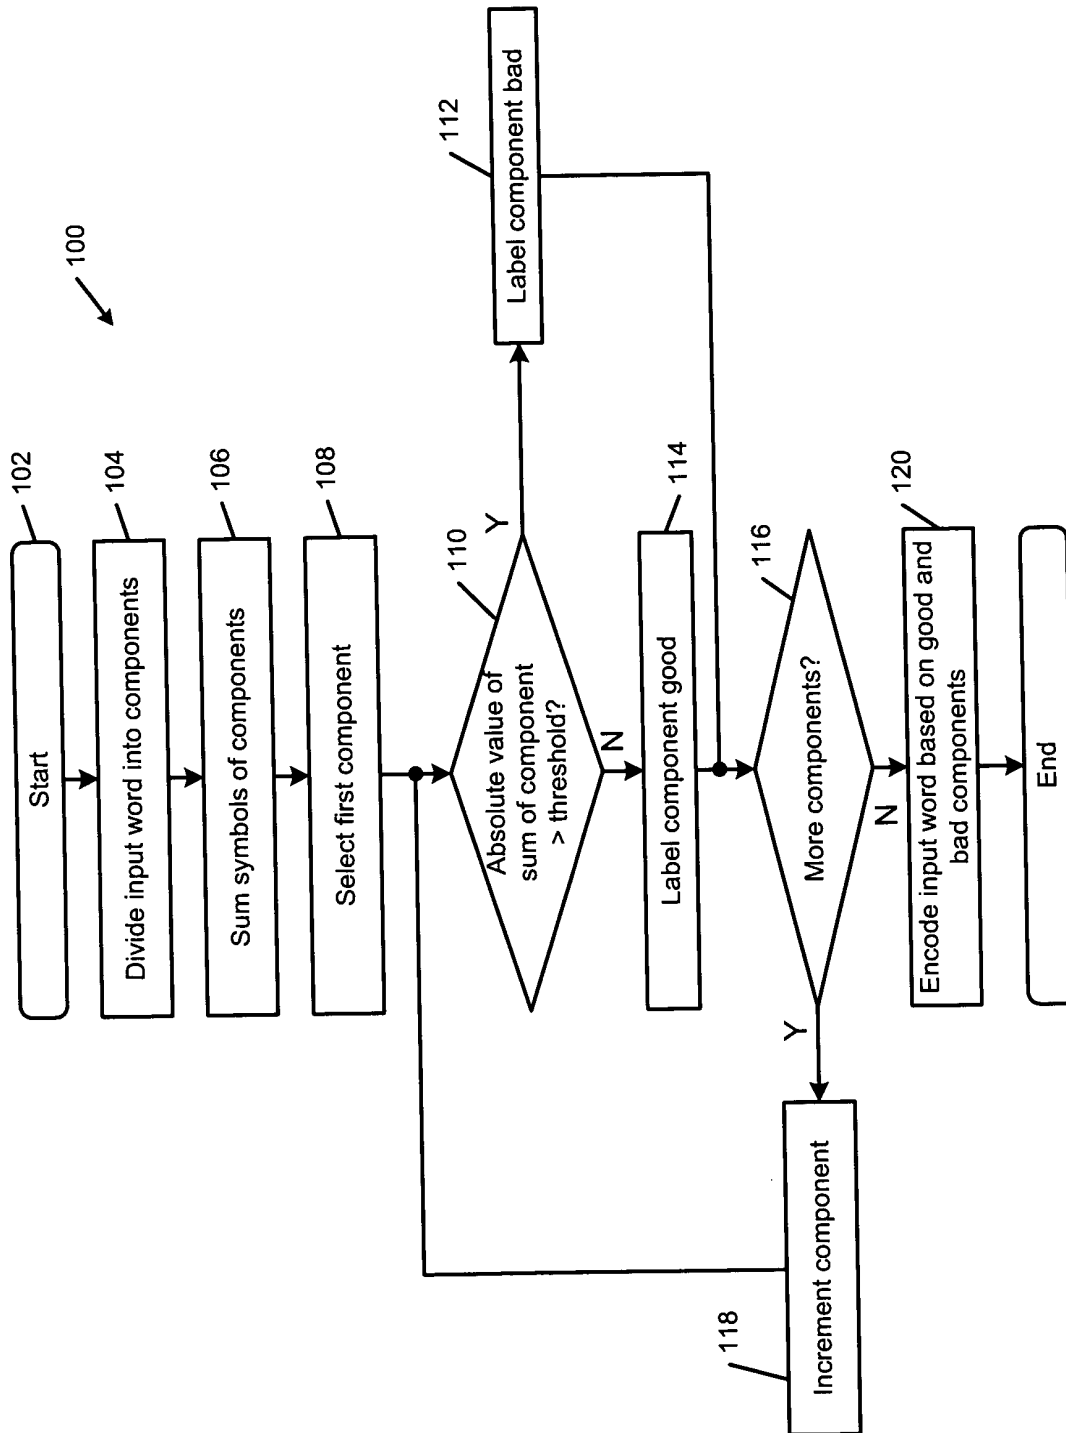 100
Start
102
Divide input word into components
104
Sum symbols of components
106
Select first component
108
Absolute value of
sum of component
> threshold?
110
Y
N
Label component bad
112
Label component good
114
More components?
116
Y
N
Increment component
118
Encode input word based on good and
bad components
120
End